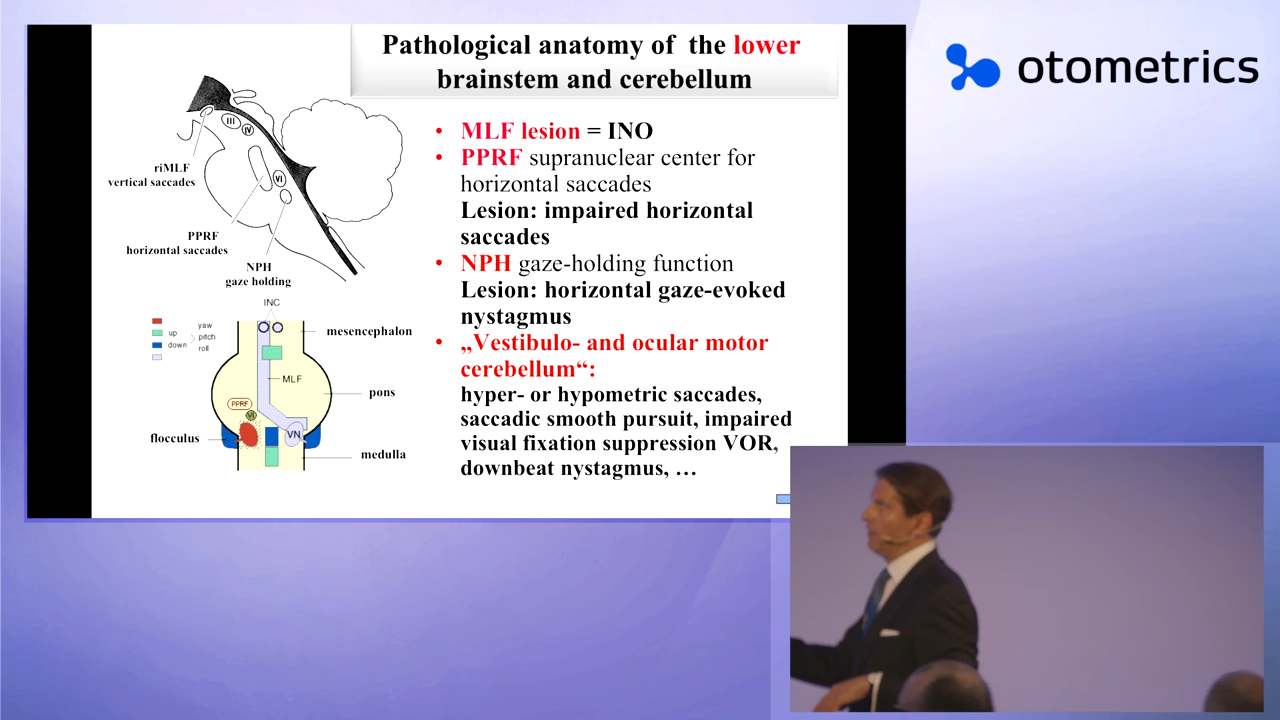 Pathological anatomy of the lower
brainstem and cerebellum
otometrics
III
IV
VI
riMLF
vertical saccades
PPRF
horizontal saccades
NPH
gaze holding
• MLF lesion = INO
• PPRF supranuclear center for
horizontal saccades
Lesion: impaired horizontal
saccades
• NPH gaze-holding function
Lesion: horizontal gaze-evoked
nystagmus
• „Vestibulo- and ocular motor
cerebellum“:
hyper- or hypometric saccades,
saccadic smooth pursuit, impaired
visual fixation suppression VOR,
downbeat nystagmus, …
INC
yaw
up
pitch
down
roll
mesencephalon
MLF
pons
PPRF
VI
flocculus
VN
medulla